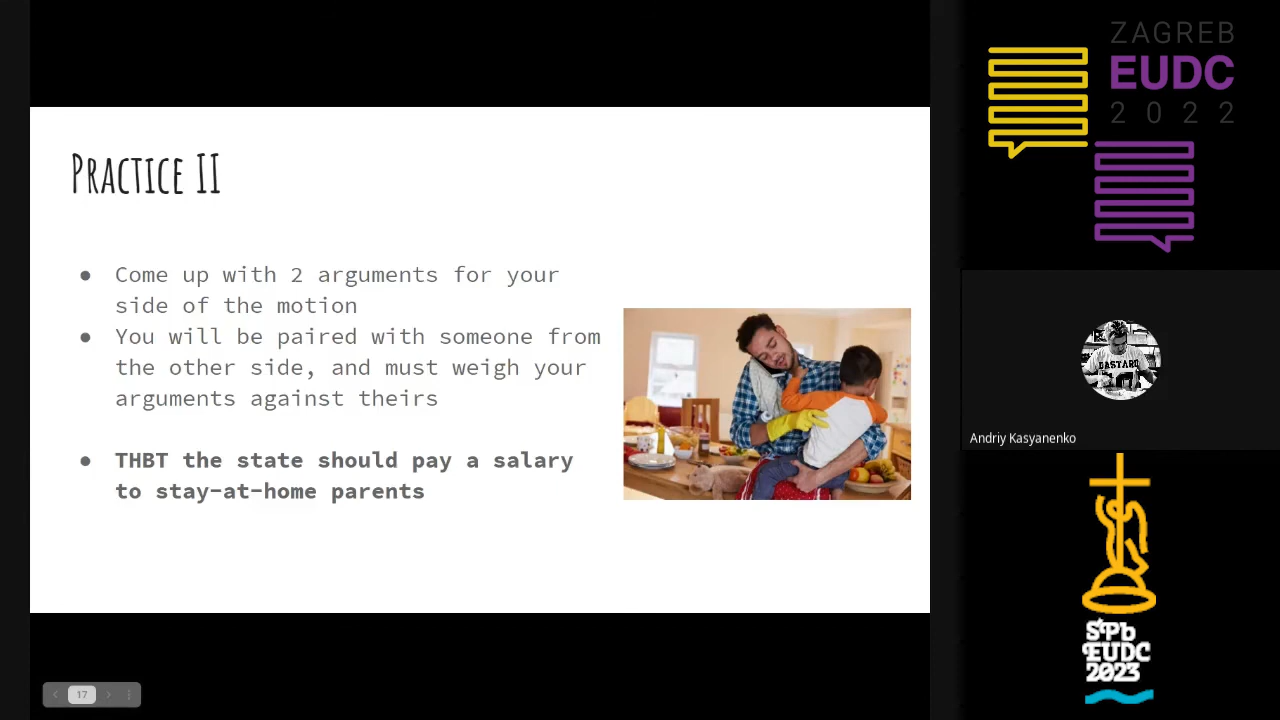 PRACTICE II
● Come up with 2 arguments for your
side of the motion
● You will be paired with someone from
the other side, and must weigh your
arguments against theirs
● THBT the state should pay a salary
to stay-at-home parents
17
ZAGREB
EUDC
2022
BASTARD
Andriy Kasyanenko
SPb
EUDC
2023